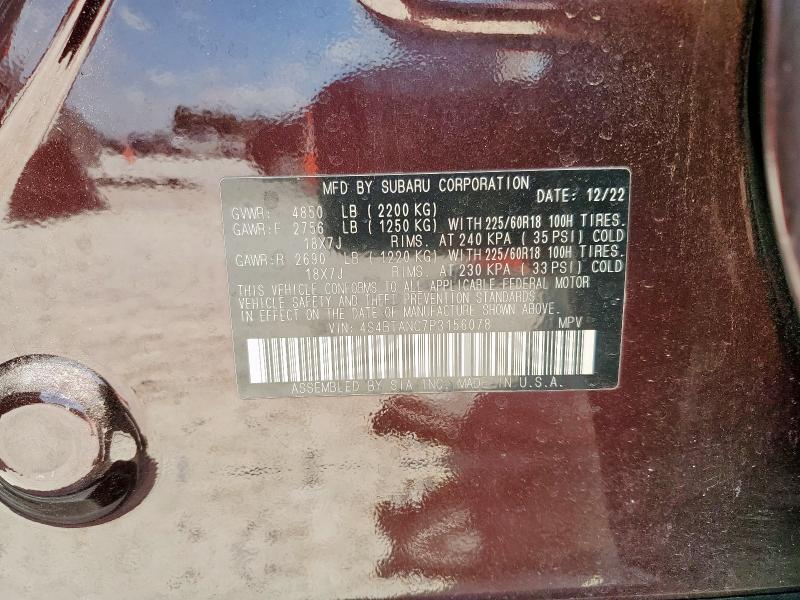 MFD BY SUBARU CORPORATION DATE: 12/22
GVWR: 4850 LB (2200 KG)
GAWR:F 2756 LB (1250 KG) WITH 225/60R18 100H TIRES.
18X7J RIMS. AT 240 KPA (35 PSI) COLD
GAWR:R 2690 LB (1220 KG) WITH 225/60R18 100H TIRES.
18X7J RIMS. AT 230 KPA (33 PSI) COLD
THIS VEHICLE CONFORMS TO ALL APPLICABLE FEDERAL MOTOR
VEHICLE SAFETY AND THEFT PREVENTION STANDARDS
IN EFFECT ON THE DATE OF MANUFACTURE SHOWN ABOVE.
VIN: 4S4BTANC7P3156078 MPV
ASSEMBLED BY SIA INC. MADE IN U.S.A.